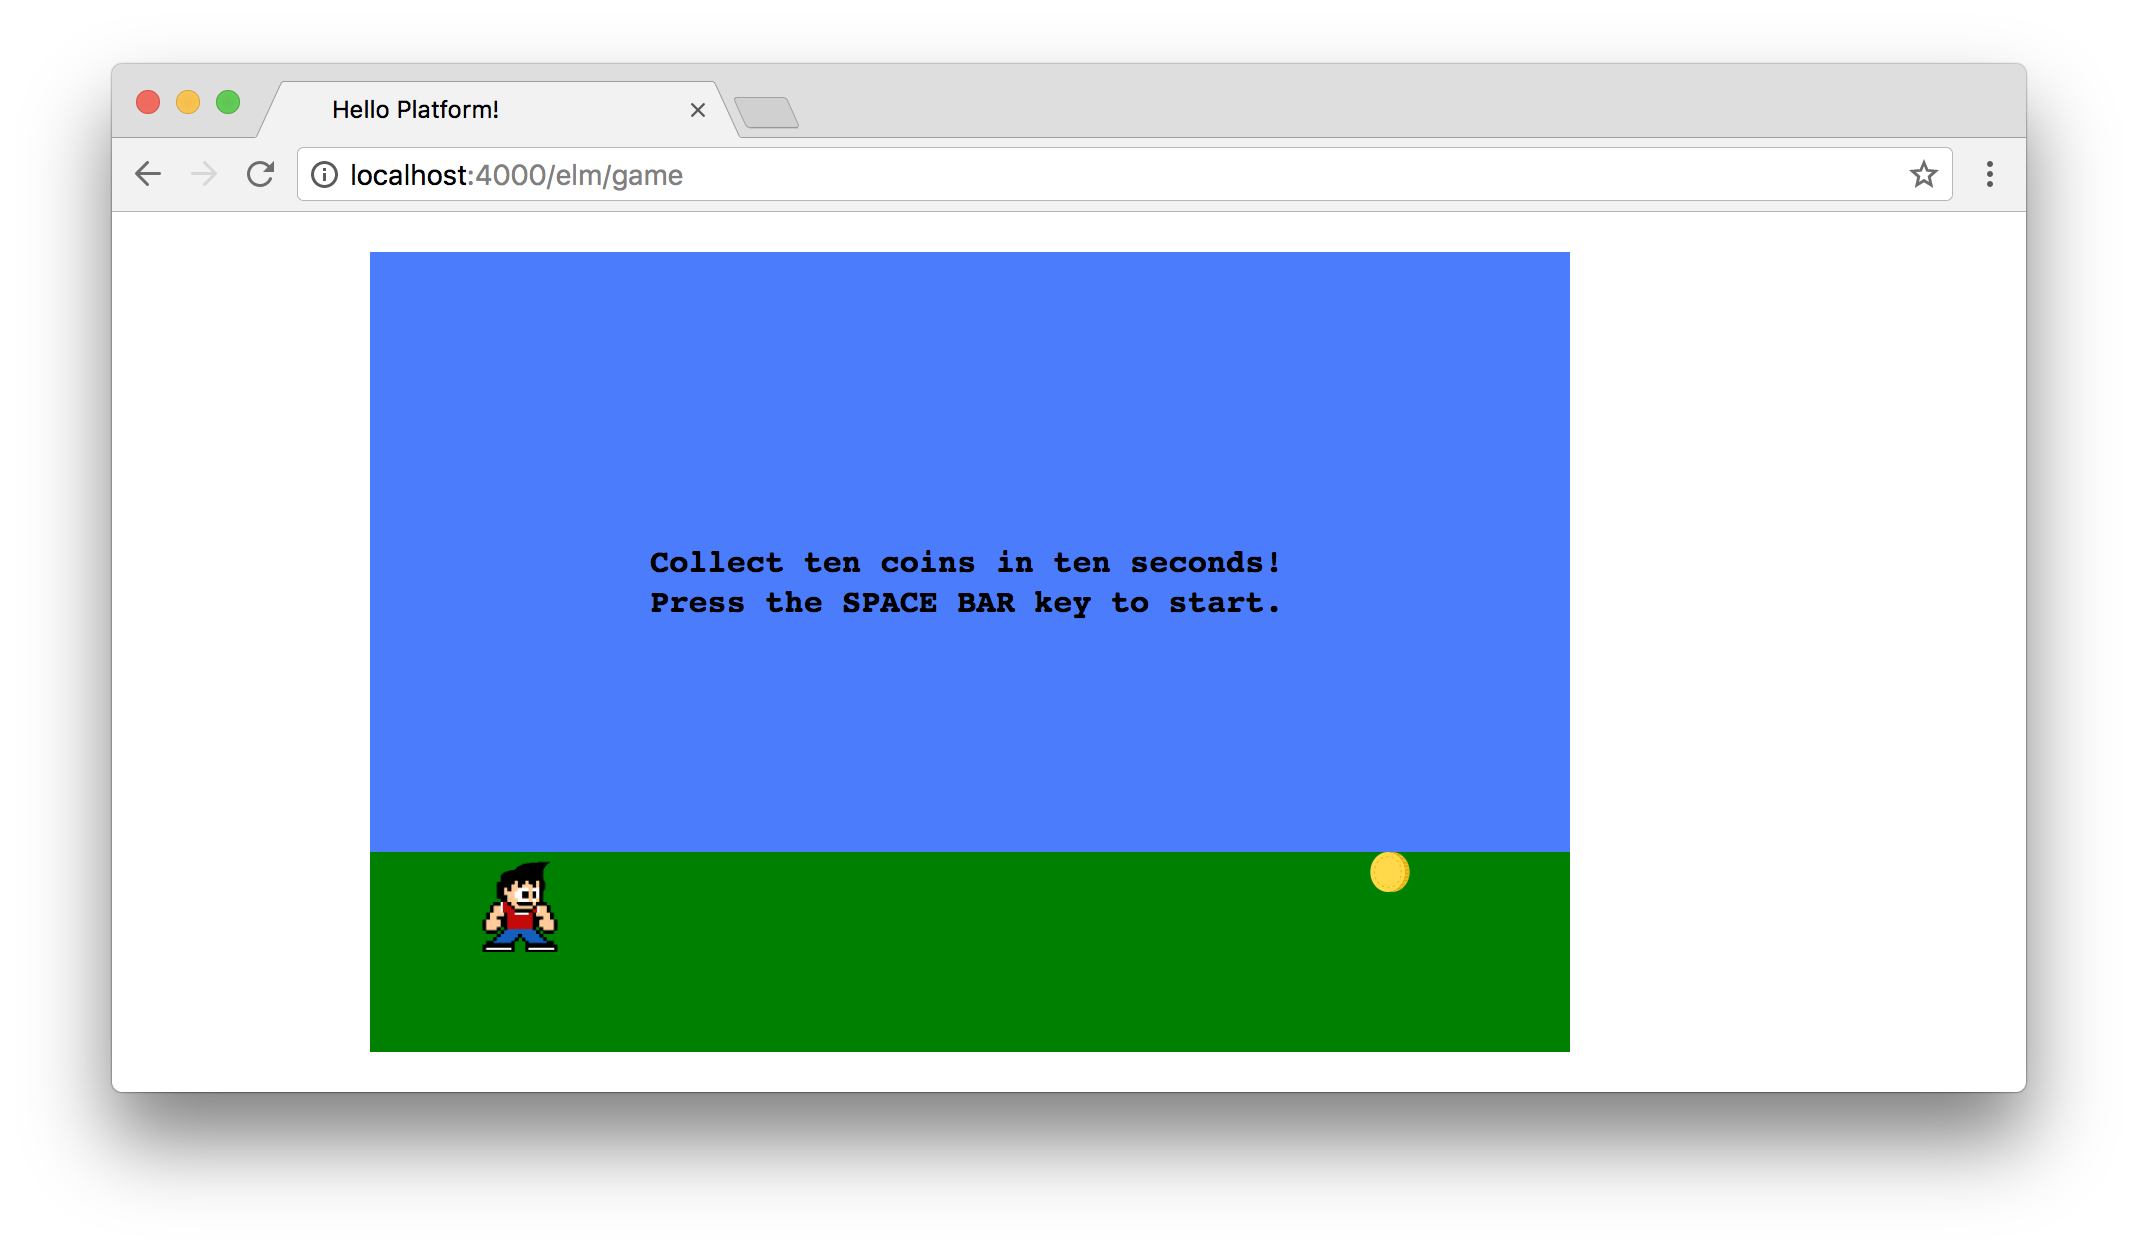 Hello Platform!
localhost:4000/elm/game
Collect ten coins in ten seconds!
Press the SPACE BAR key to start.